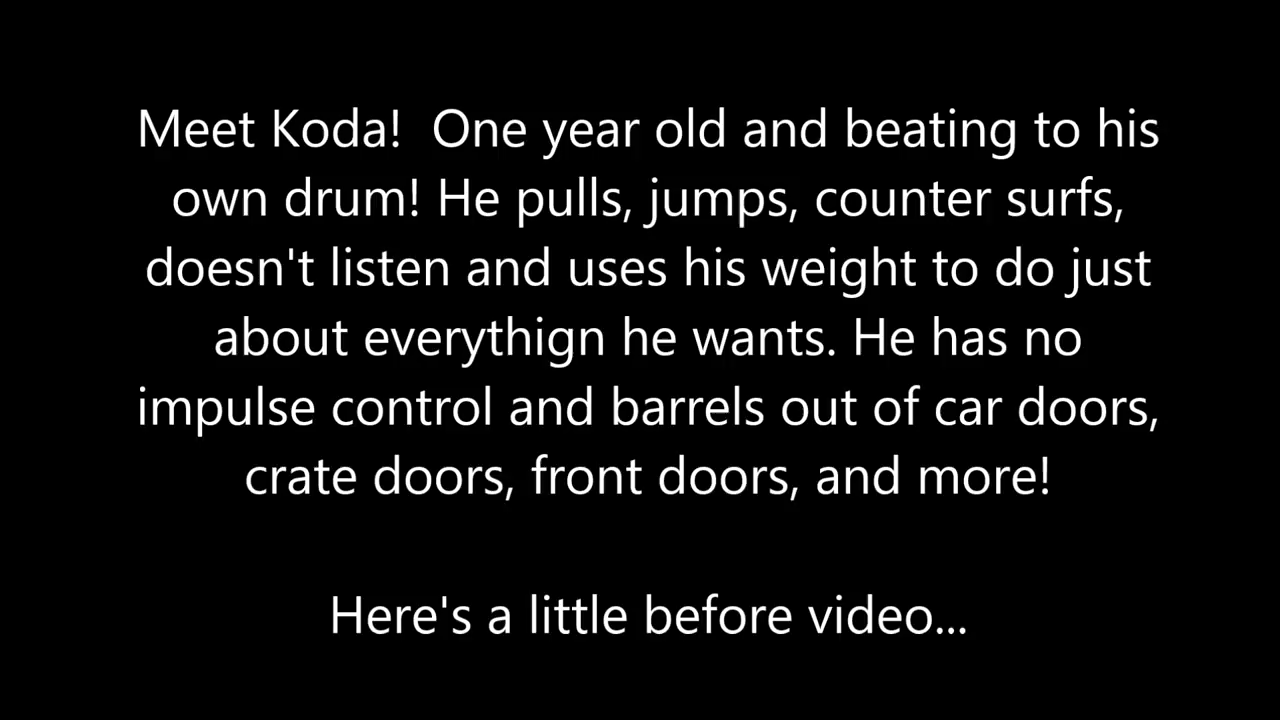 Meet Koda!  One year old and beating to his
own drum! He pulls, jumps, counter surfs,
doesn't listen and uses his weight to do just
about everythign he wants. He has no
impulse control and barrels out of car doors,
crate doors, front doors, and more!
Here's a little before video...